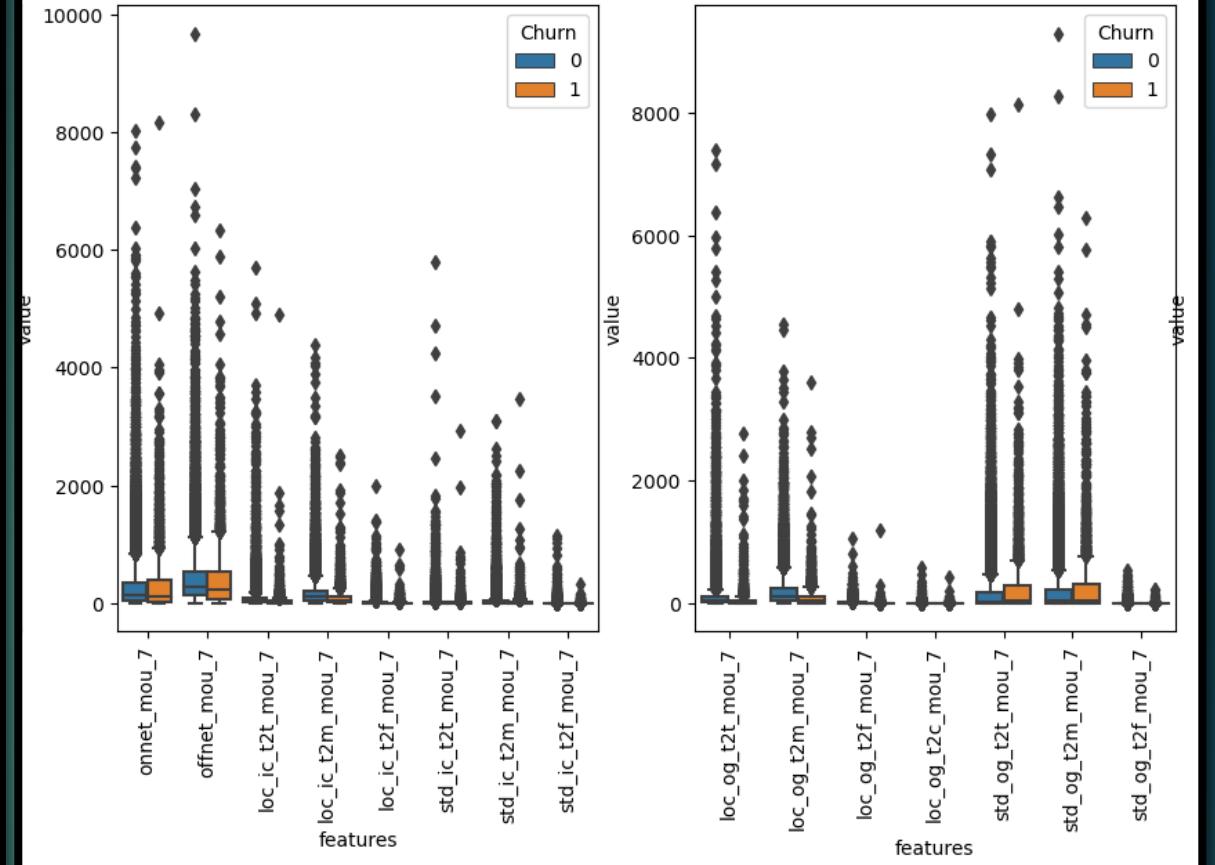 10000
8000
6000
4000
2000
0
value
Churn
0
1
onnet_mou_7
offnet_mou_7
loc_ic_t2t_mou_7
loc_ic_t2m_mou_7
loc_ic_t2f_mou_7
std_ic_t2t_mou_7
std_ic_t2m_mou_7
std_ic_t2f_mou_7
features
8000
6000
4000
2000
0
value
Churn
0
1
loc_og_t2t_mou_7
loc_og_t2m_mou_7
loc_og_t2f_mou_7
loc_og_t2c_mou_7
std_og_t2t_mou_7
std_og_t2m_mou_7
std_og_t2f_mou_7
features
value